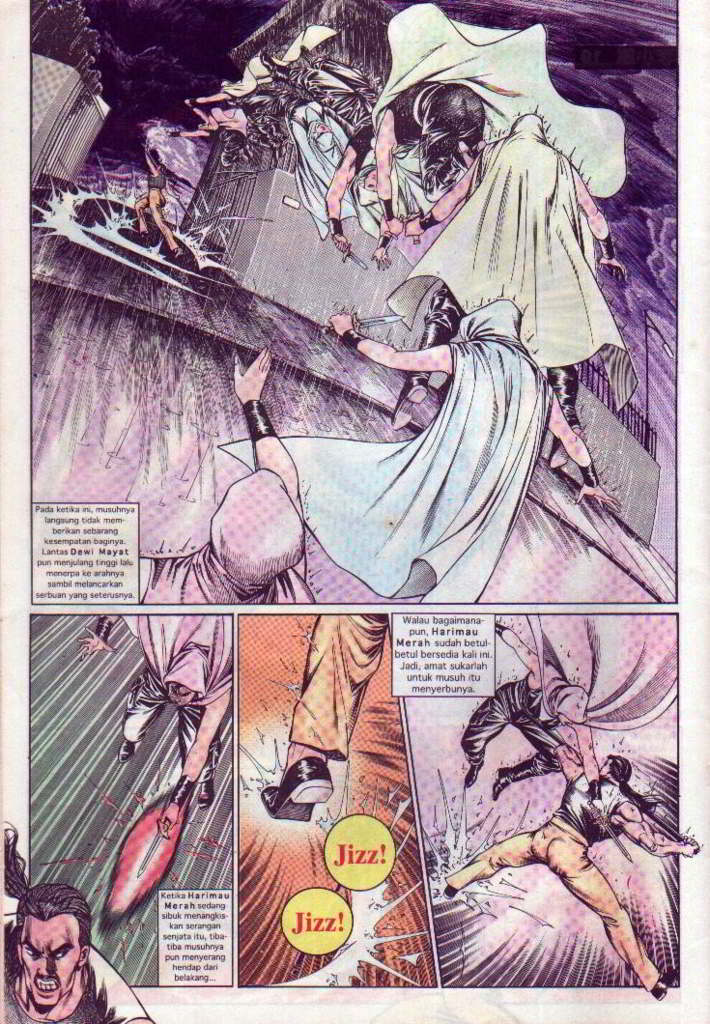 Pada ketika ini, musuhnya
langsung tidak mem-
berikan sebarang
kesempatan baginya.
Lantas Dewi Mayat
pun menjulang tinggi lalu
menerpa ke arahnya
sambil melancarkan
serbuan yang seterusnya.
Ketika Harimau
Merah sedang
sibuk menangkis-
kan serangan
senjata itu, tiba-
tiba musuhnya
pun menyerang
hendap dari
belakang...
Jizz!
Jizz!
Walau bagaimana-
pun, Harimau
Merah sudah betul-
betul bersedia kali ini.
Jadi, amat sukarlah
untuk musuh itu
menyerbunya.